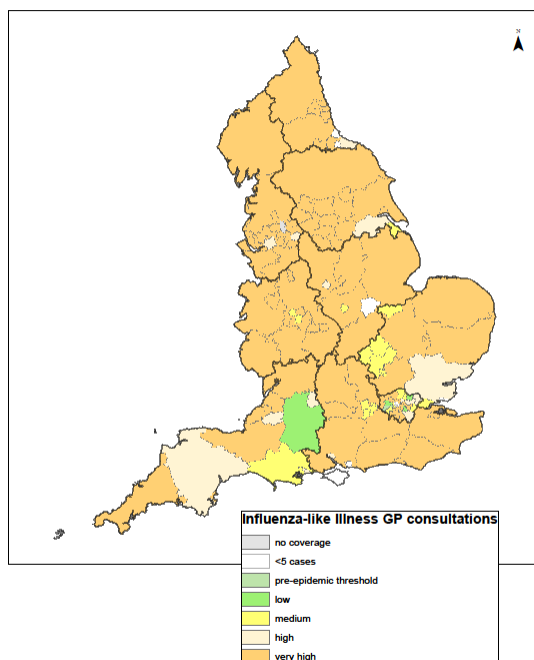 N
Influenza-like Illness GP consultations
no coverage
<5 cases
pre-epidemic threshold
low
medium
high
very high